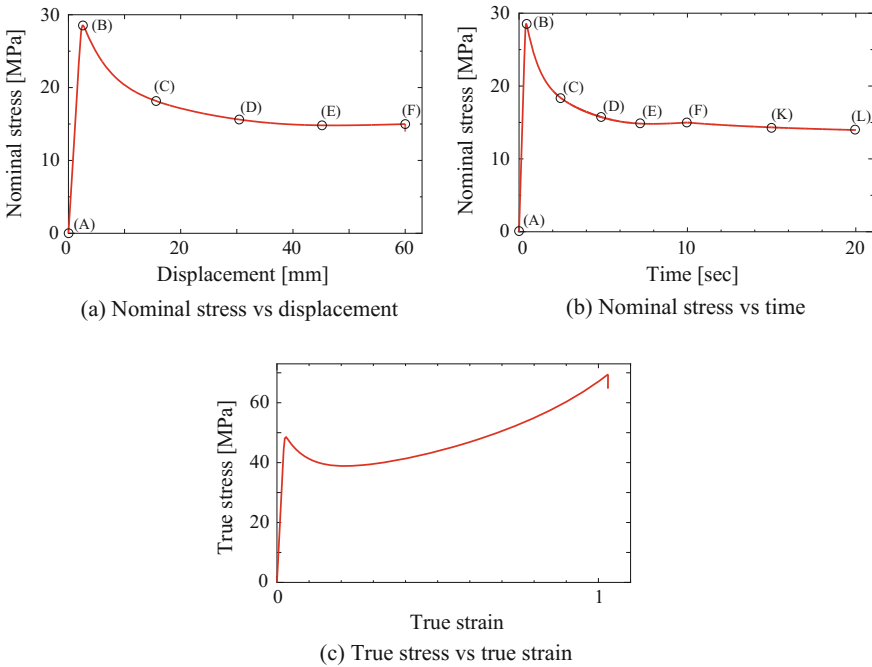 Nominal stress [MPa]
30
20
10
0
(A)
(B)
(C)
(D)
(E)
(F)
0
20
40
60
Displacement [mm]
(a) Nominal stress vs displacement
Nominal stress [MPa]
30
20
10
0
(A)
(B)
(C)
(D)
(E)
(F)
(K)
(L)
0
10
20
Time [sec]
(b) Nominal stress vs time
True stress [MPa]
60
40
20
0
0
1
True strain
(c) True stress vs true strain